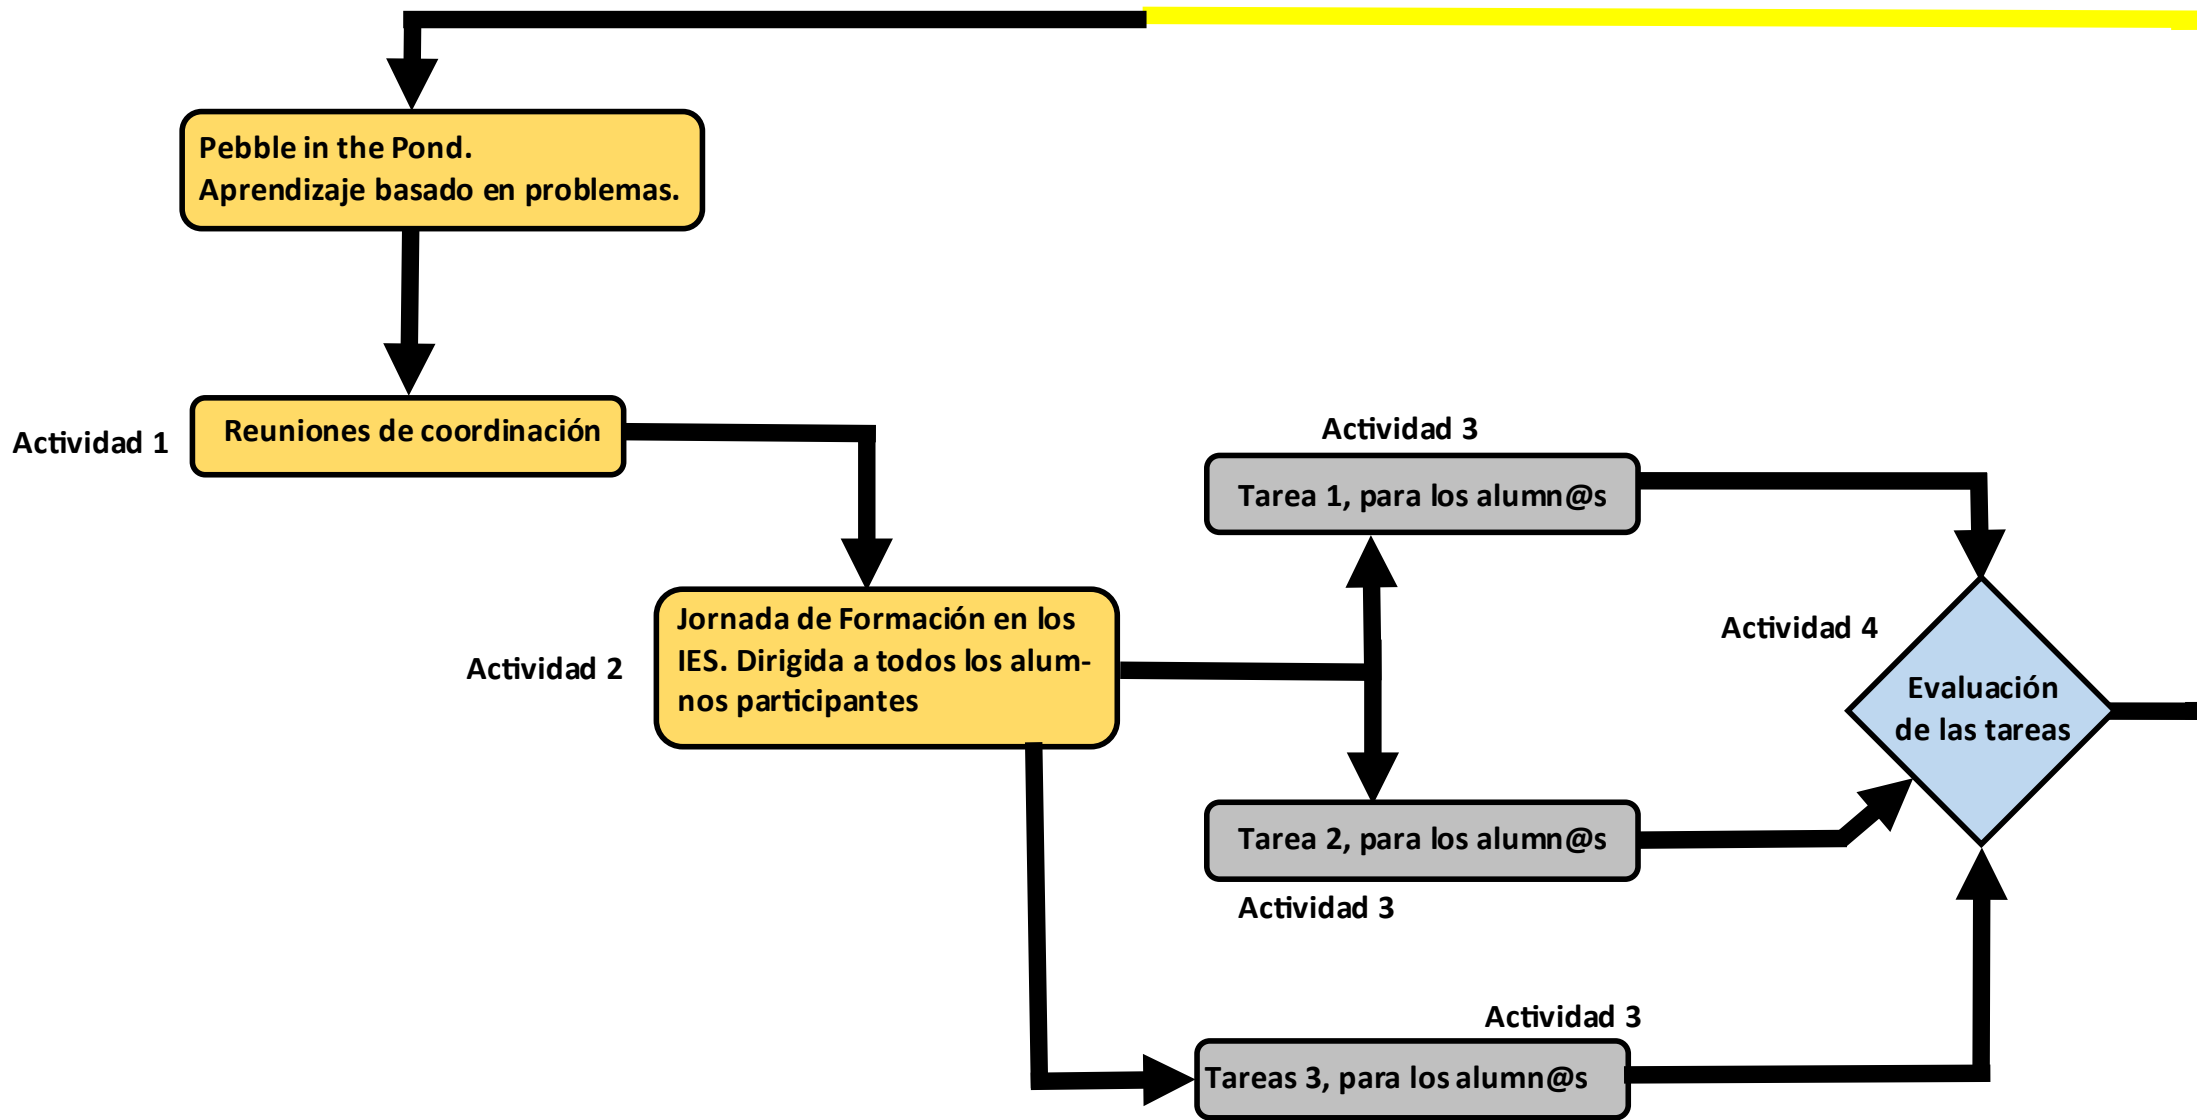 Pebble in the Pond.
Aprendizaje basado en problemas.
Actividad 1
Reuniones de coordinación
Actividad 2
Jornada de Formación en los
IES. Dirigida a todos los alum-
nos participantes
Actividad 3
Tarea 1, para los alumn@s
Tarea 2, para los alumn@s
Actividad 3
Actividad 3
Tareas 3, para los alumn@s
Actividad 4
Evaluación
de las tareas